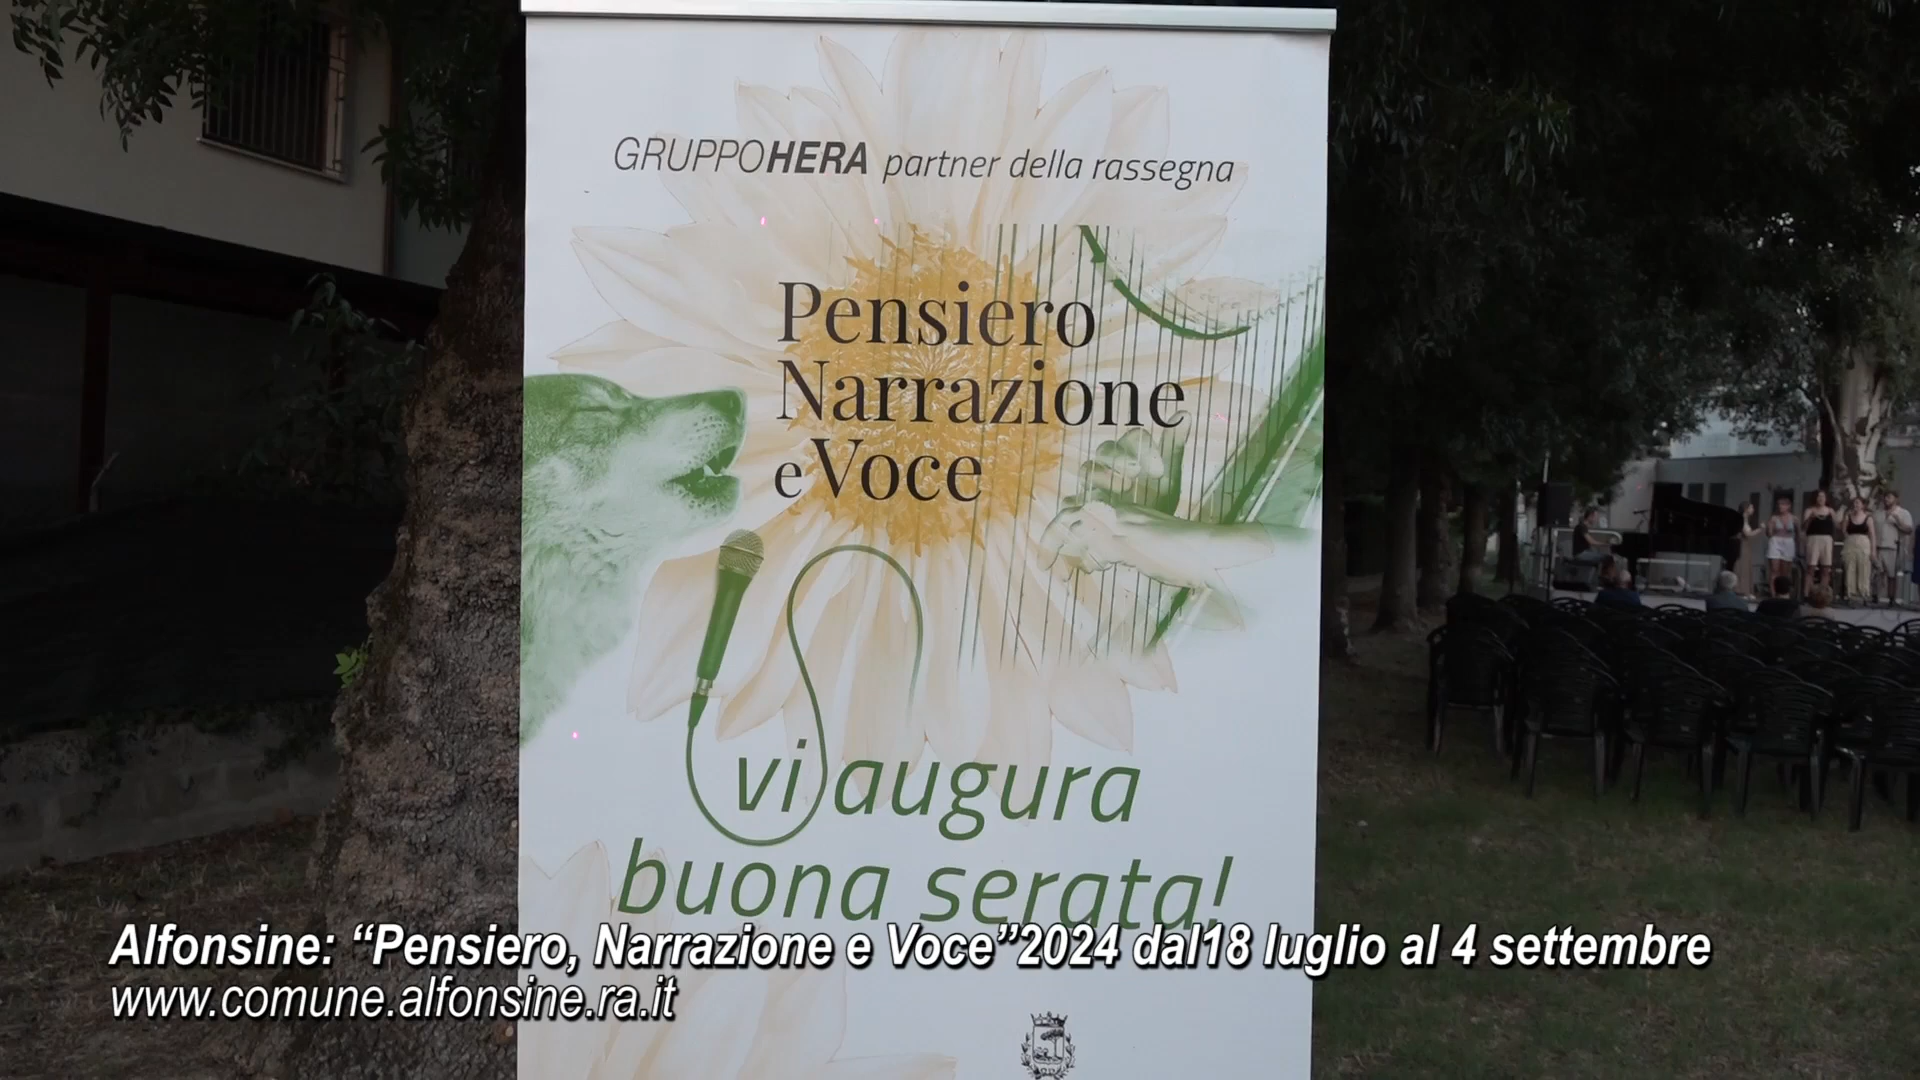 GRUPPOHERA partner della rassegna
Pensiero
Narrazione
e Voce
vi augura
buona serata!
Alfonsine: “Pensiero, Narrazione e Voce”2024 dal18 luglio al 4 settembre
www.comune.alfonsine.ra.it